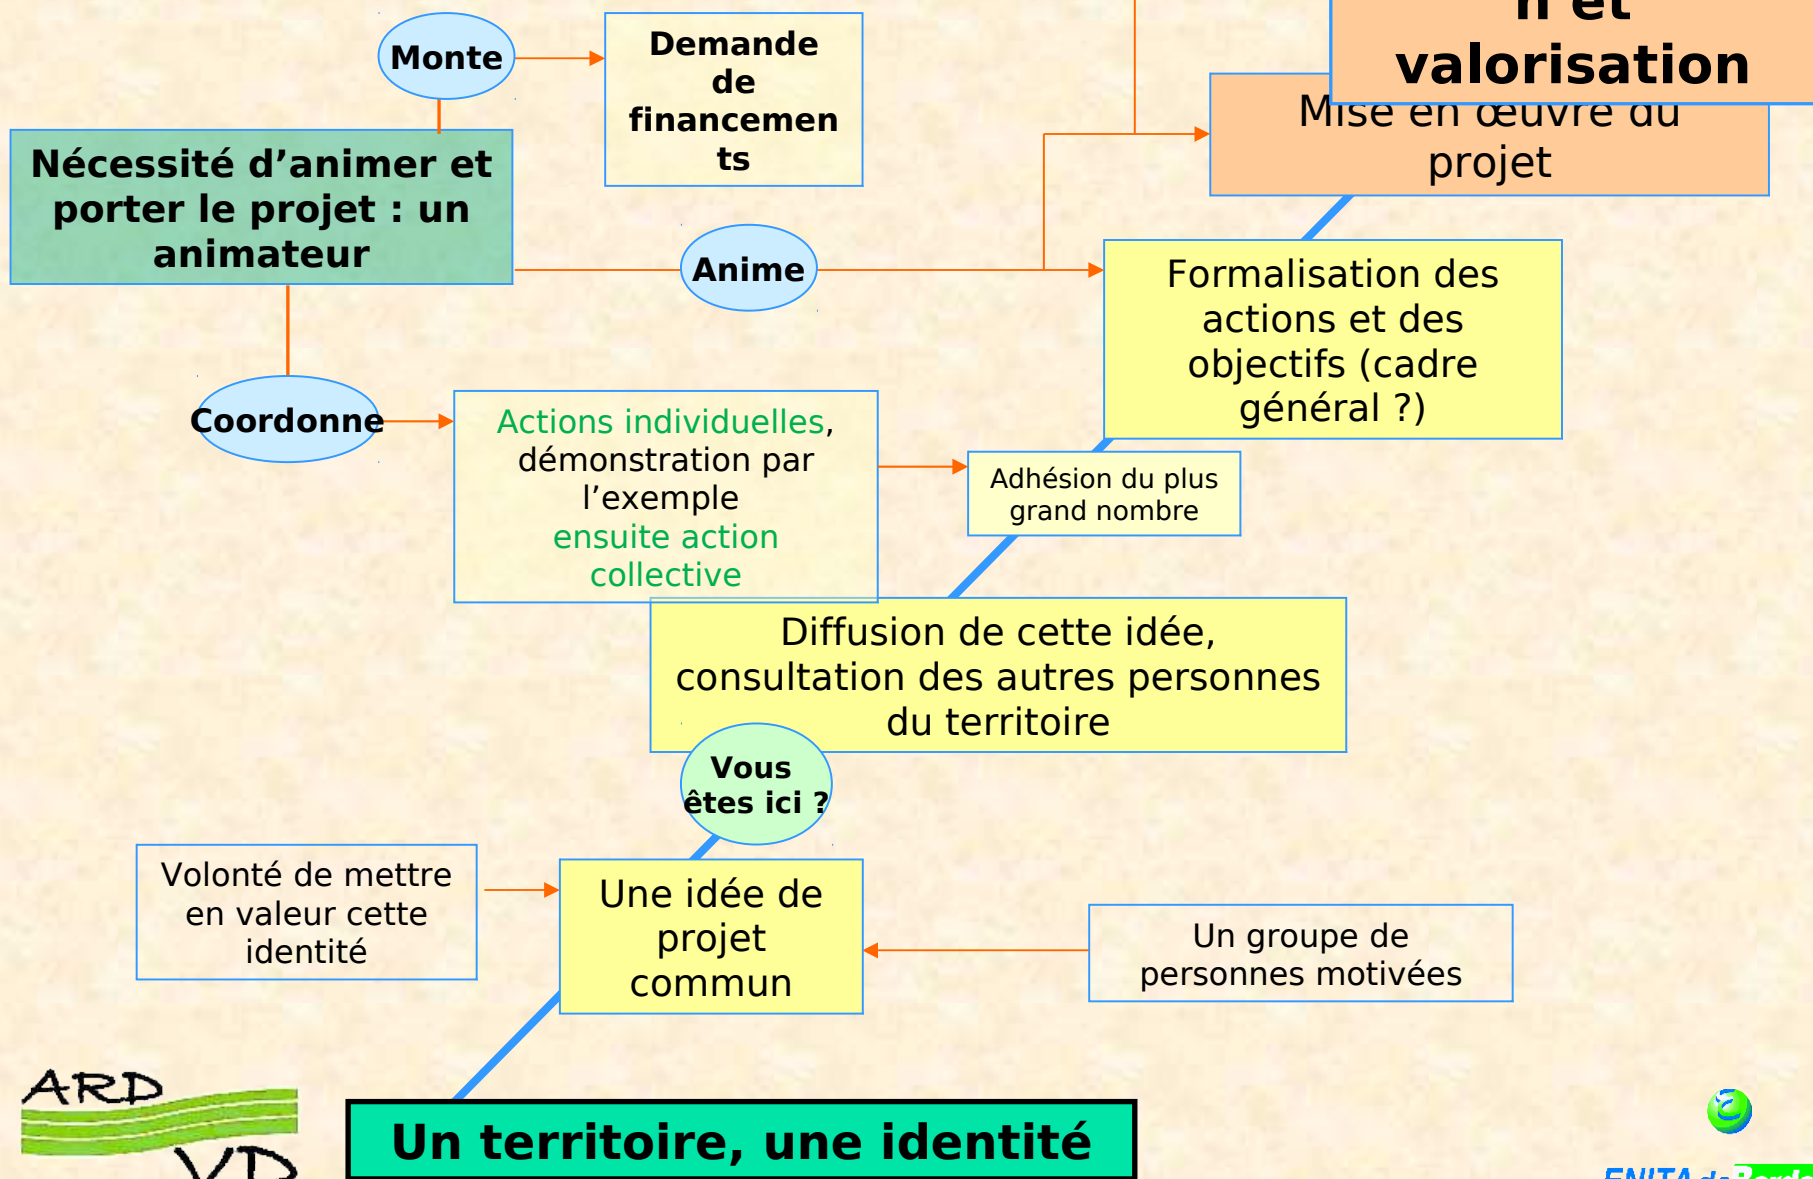 n et
valorisation
Monte
Demande
de
financemen
ts
Mise en œuvre du
projet
Nécessité d’animer et
porter le projet : un
animateur
Anime
Formalisation des
actions et des
objectifs (cadre
général ?)
Coordonne
Actions individuelles,
démonstration par
l’exemple
ensuite action
collective
Adhésion du plus
grand nombre
Diffusion de cette idée,
consultation des autres personnes
du territoire
Vous
êtes ici ?
Volonté de mettre
en valeur cette
identité
Une idée de
projet
commun
Un groupe de
personnes motivées
ARD
VD
Un territoire, une identité
ENITA de